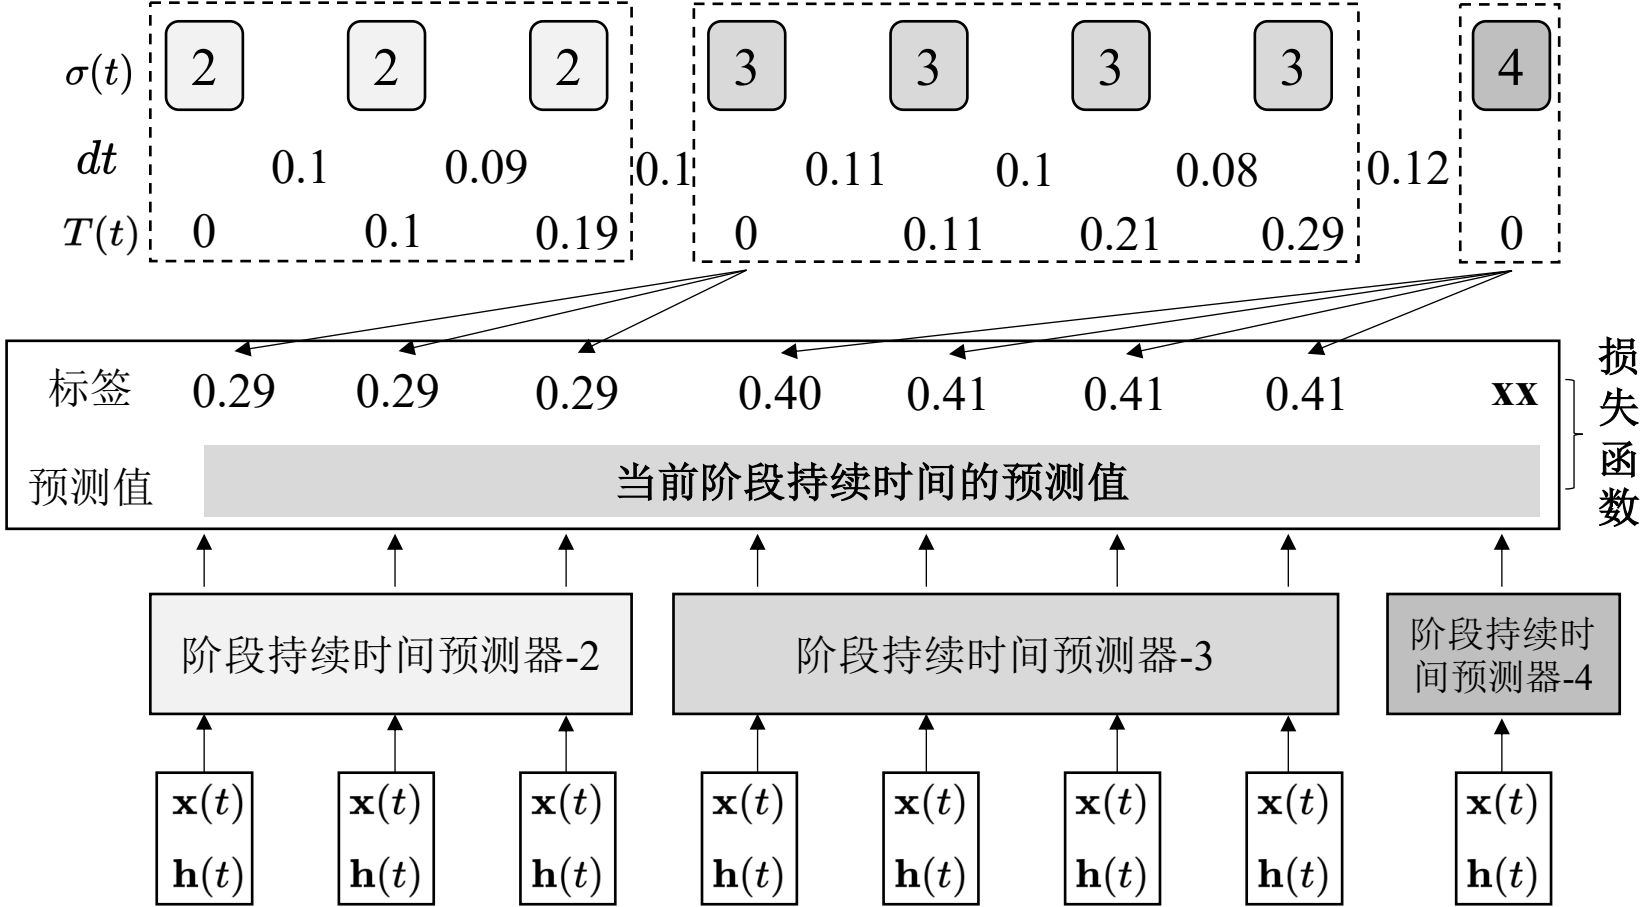 σ(t) 2 2 2 3 3 3 3 4
dt 0.1 0.09 0.1 0.11 0.1 0.08 0.12
T(t) 0 0.1 0.19 0 0.11 0.21 0.29 0
标签 0.29 0.29 0.29 0.40 0.41 0.41 0.41 xx
预测值 当前阶段持续时间的预测值
损失函数
阶段持续时间预测器-2
阶段持续时间预测器-3
阶段持续时
间预测器-4
x(t) x(t) x(t) x(t) x(t) x(t) x(t) x(t)
h(t) h(t) h(t) h(t) h(t) h(t) h(t) h(t)